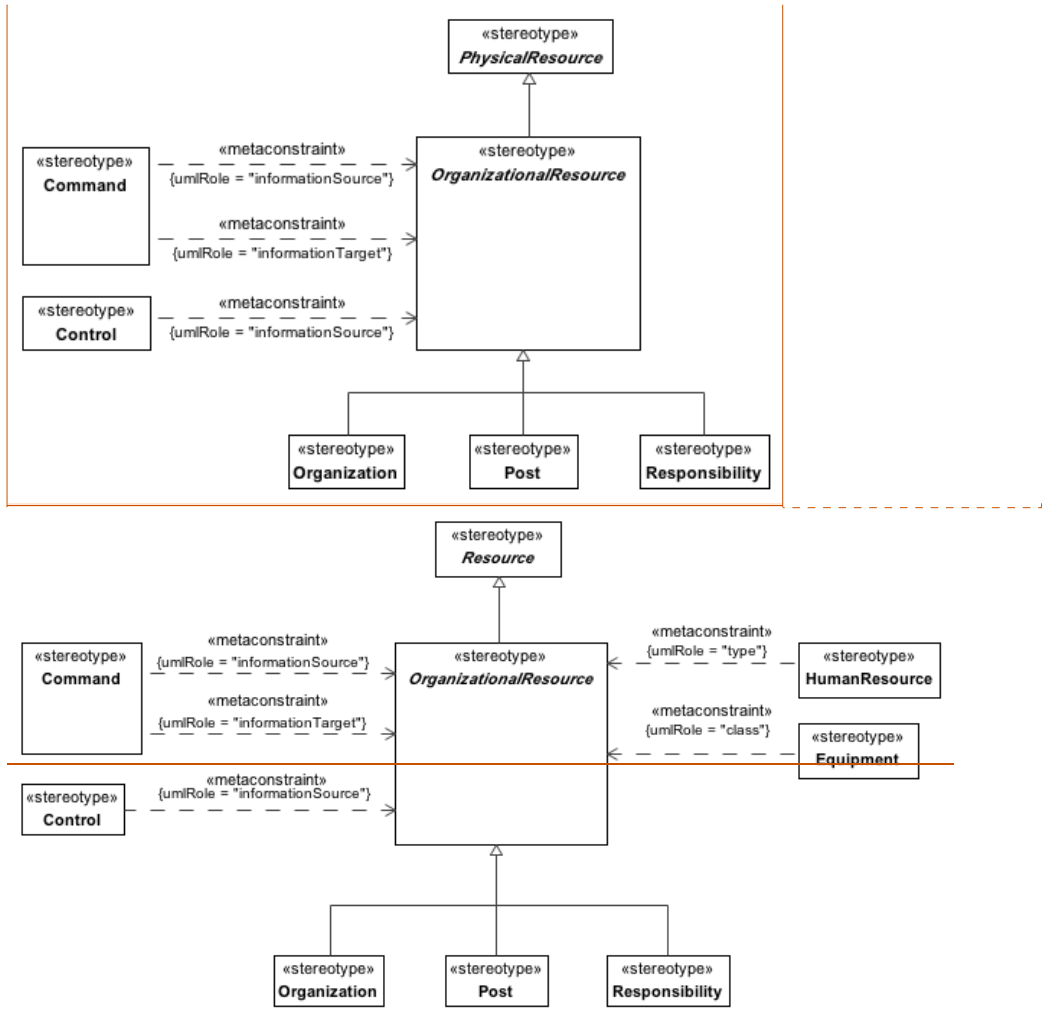 «stereotype»
PhysicalResource
«stereotype»
Command
«metaconstraint»
{umlRole = "informationSource"}
«metaconstraint»
{umlRole = "informationTarget"}
«stereotype»
OrganizationalResource
«stereotype»
Control
«metaconstraint»
{umlRole = "informationSource"}
«stereotype»
Organization
«stereotype»
Post
«stereotype»
Responsibility
«stereotype»
Resource
«stereotype»
Command
«metaconstraint»
{umlRole = "informationSource"}
«metaconstraint»
{umlRole = "informationTarget"}
«stereotype»
OrganizationalResource
«metaconstraint»
{umlRole = "type"}
«stereotype»
HumanResource
«metaconstraint»
{umlRole = "class"}
«stereotype»
Equipment
«stereotype»
Control
«metaconstraint»
{umlRole = "informationSource"}
«stereotype»
Organization
«stereotype»
Post
«stereotype»
Responsibility